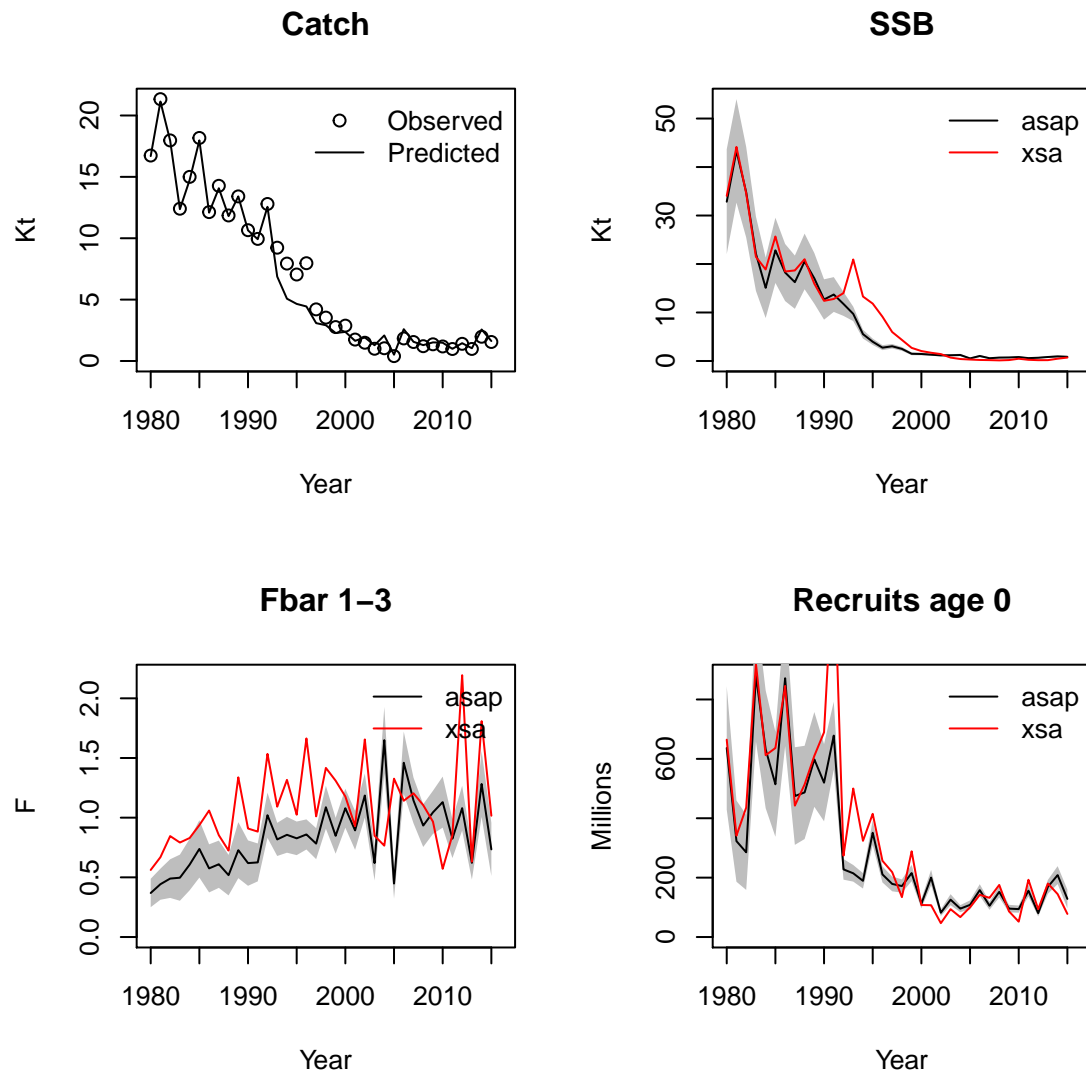 Catch
20
15
10
5
0
Kt
Observed
Predicted
1980 1990 2000 2010
Year
SSB
50
30
10
0
Kt
asap
xsa
1980 1990 2000 2010
Year
Fbar 1–3
2.0
1.5
1.0
0.5
0.0
F
asap
xsa
1980 1990 2000 2010
Year
Recruits age 0
600
200
0
Millions
asap
xsa
1980 1990 2000 2010
Year